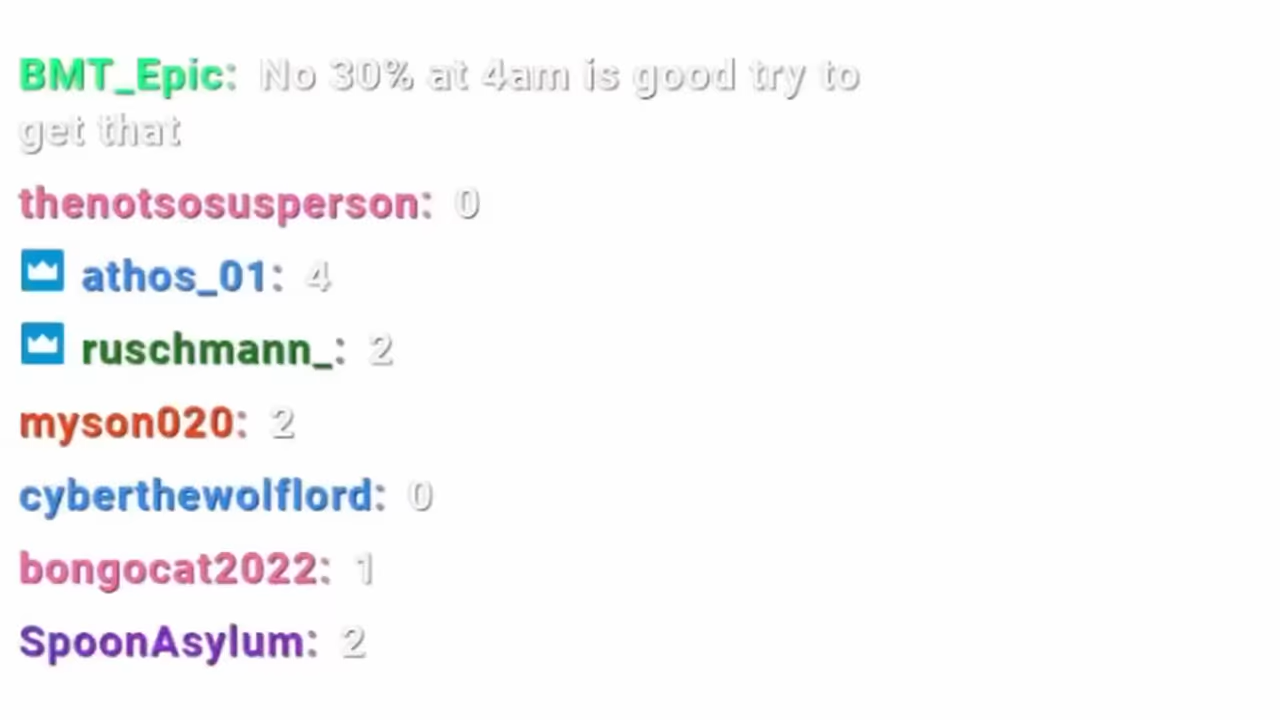 BMT_Epic: No 30% at 4am is good try to
get that
thenotsosusperson: 0
athos_01: 4
ruschmann_: 2
myson020: 2
cyberthewolflord: 0
bongocat2022: 1
SpoonAsylum: 2